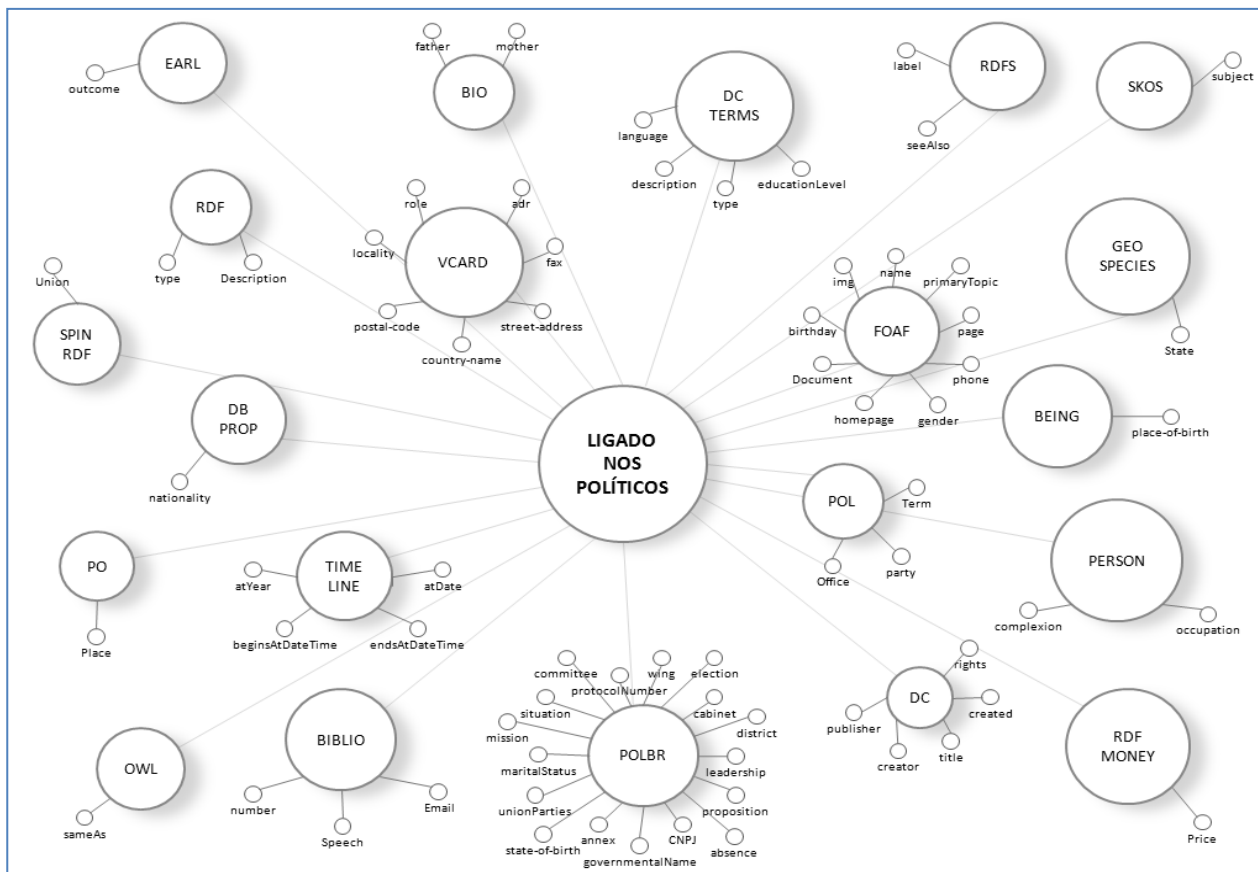 EARL
outcome
father
mother
BIO
DC
TERMS
language
description
type
educationLevel
RDFS
label
seeAlso
SKOS
subject
RDF
type
Description
role
adr
locality
VCARD
fax
postal-code
street-address
country-name
img
name
primaryTopic
birthday
FOAF
page
Document
phone
homepage
gender
GEO
SPECIES
State
Union
SPIN
RDF
DB
PROP
nationality
LIGADO
NOS
POLÍTICOS
BEING
place-of-birth
POL
Term
Office
party
PERSON
complexion
occupation
PO
Place
TIME
LINE
atYear
atDate
beginsAtDateTime
endsAtDateTime
OWL
sameAs
BIBLIO
number
Speech
Email
committee
protocolNumber
wing
election
situation
cabinet
mission
district
POLBR
maritalStatus
leadership
unionParties
proposition
state-of-birth
annex
governmentalName
CNPJ
absence
rights
DC
publisher
created
creator
title
RDF
MONEY
Price